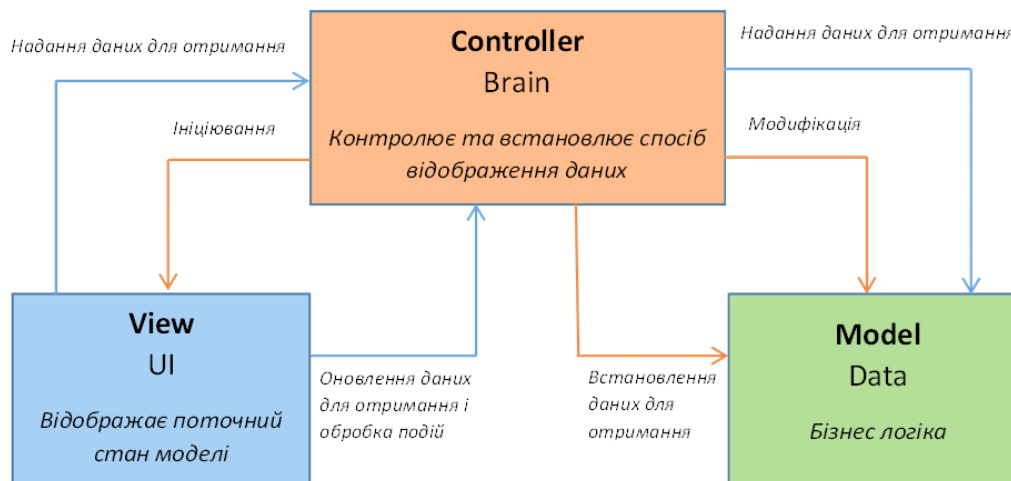 Controller
Brain
Контролює та встановлює спосіб
відображення даних
Надання даних для отримання
Надання даних для отримання
Ініціювання
Модифікація
View
UI
Відображає поточний
стан моделі
Оновлення даних
для отримання і
обробка подій
Встановлення
даних для
отримання
Model
Data
Бізнес логіка